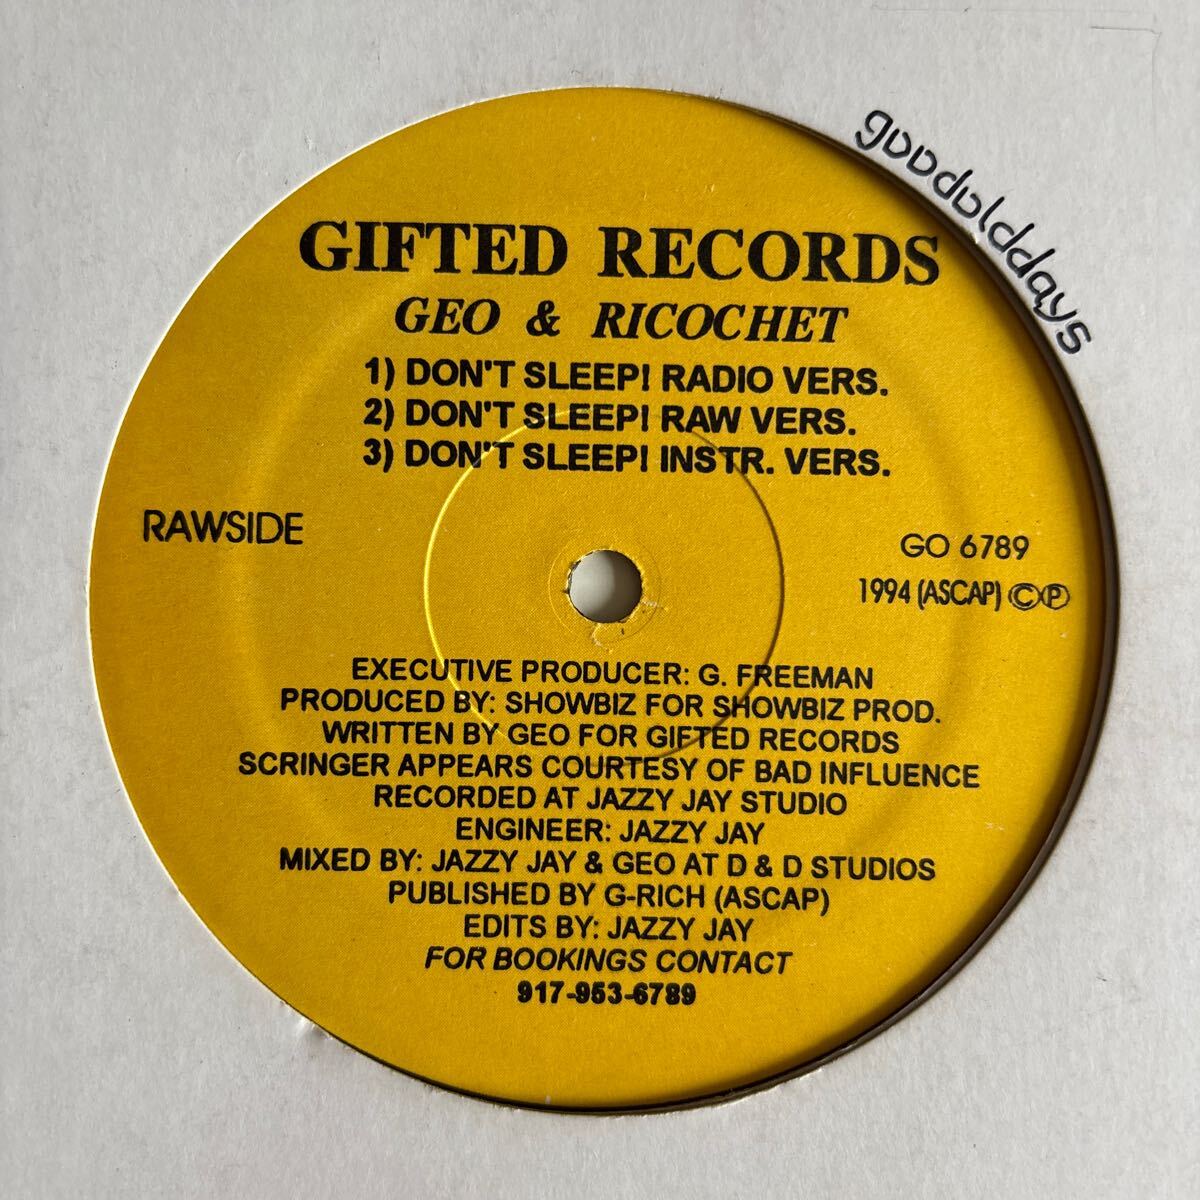 goodolddays
GIFTED RECORDS
GEO & RICOCHET
1) DON'T SLEEP! RADIO VERS.
2) DON'T SLEEP! RAW VERS.
3) DON'T SLEEP! INSTR. VERS.
RAWSIDE
GO 6789
1994 (ASCAP) ©℗
EXECUTIVE PRODUCER: G. FREEMAN
PRODUCED BY: SHOWBIZ FOR SHOWBIZ PROD.
WRITTEN BY GEO FOR GIFTED RECORDS
SCRINGER APPEARS COURTESY OF BAD INFLUENCE
RECORDED AT JAZZY JAY STUDIO
ENGINEER: JAZZY JAY
MIXED BY: JAZZY JAY & GEO AT D & D STUDIOS
PUBLISHED BY G-RICH (ASCAP)
EDITS BY: JAZZY JAY
FOR BOOKINGS CONTACT
917-953-6789